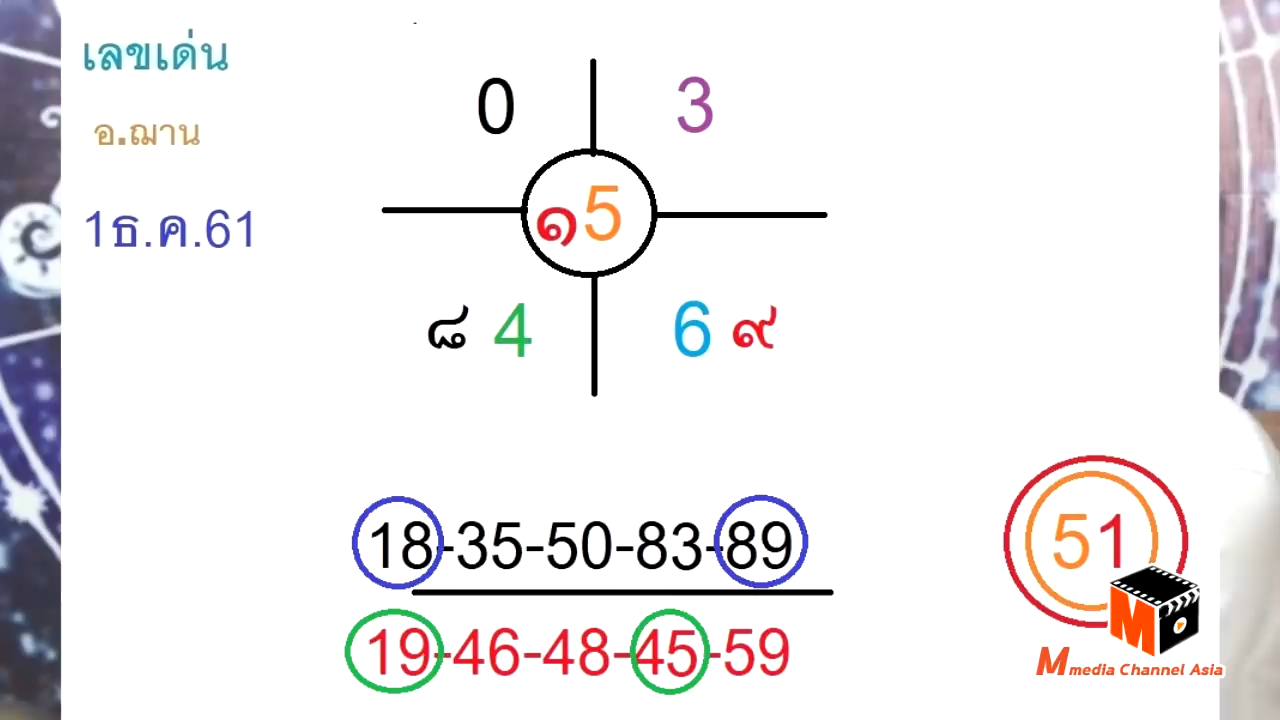 เลขเด่น
อ.ฌาน
1ธ.ค.61
0 3
๑5
๘ 4 6 ๙
18-35-50-83-89
19-46-48-45-59
51
M
Mmedia Channel Asia